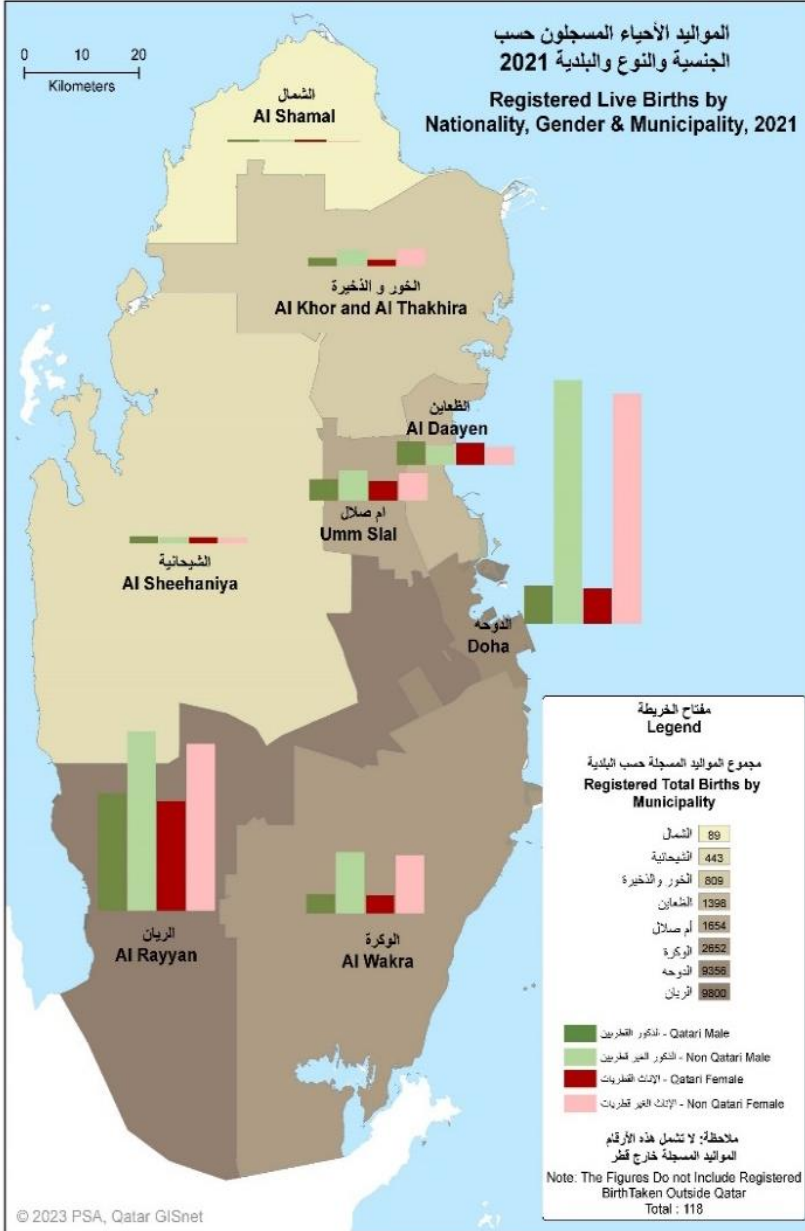 المواليد الأحياء المسجلون حسب
الجنسية والنوع والبلدية 2021
Registered Live Births by
Nationality, Gender & Municipality, 2021
0 20
Kilometers
الشمال
Al Shamal
الخور و الذخيرة
Al Khor and Al Thakhira
الظعاين
Al Daayen
ام صلال
Umm Slal
الشيحانية
Al Sheehaniya
الدوحه
Doha
الريان
Al Rayyan
الوكرة
Al Wakra
مفتاح الخريطة
Legend
مجموع المواليد المسجلة حسب البلدية
Registered Total Births by
Municipality
الشمال 89
الشيحانية 443
الخور والذخيرة 809
الظعاين 1398
أم صلال 1654
الوكرة 2652
الدوحه 9356
الريان 9800
الذكور القطريين - Qatari Male
الذكور الغير قطريين - Non Qatari Male
الإناث القطريات - Qatari Female
الإناث الغير قطريات - Non Qatari Female
ملاحظة: لا تشمل هذه الأرقام
المواليد المسجلة خارج قطر
Note: The Figures Do not Include Registered
BirthTaken Outside Qatar
Total : 118
© 2023 PSA, Qatar GISnet